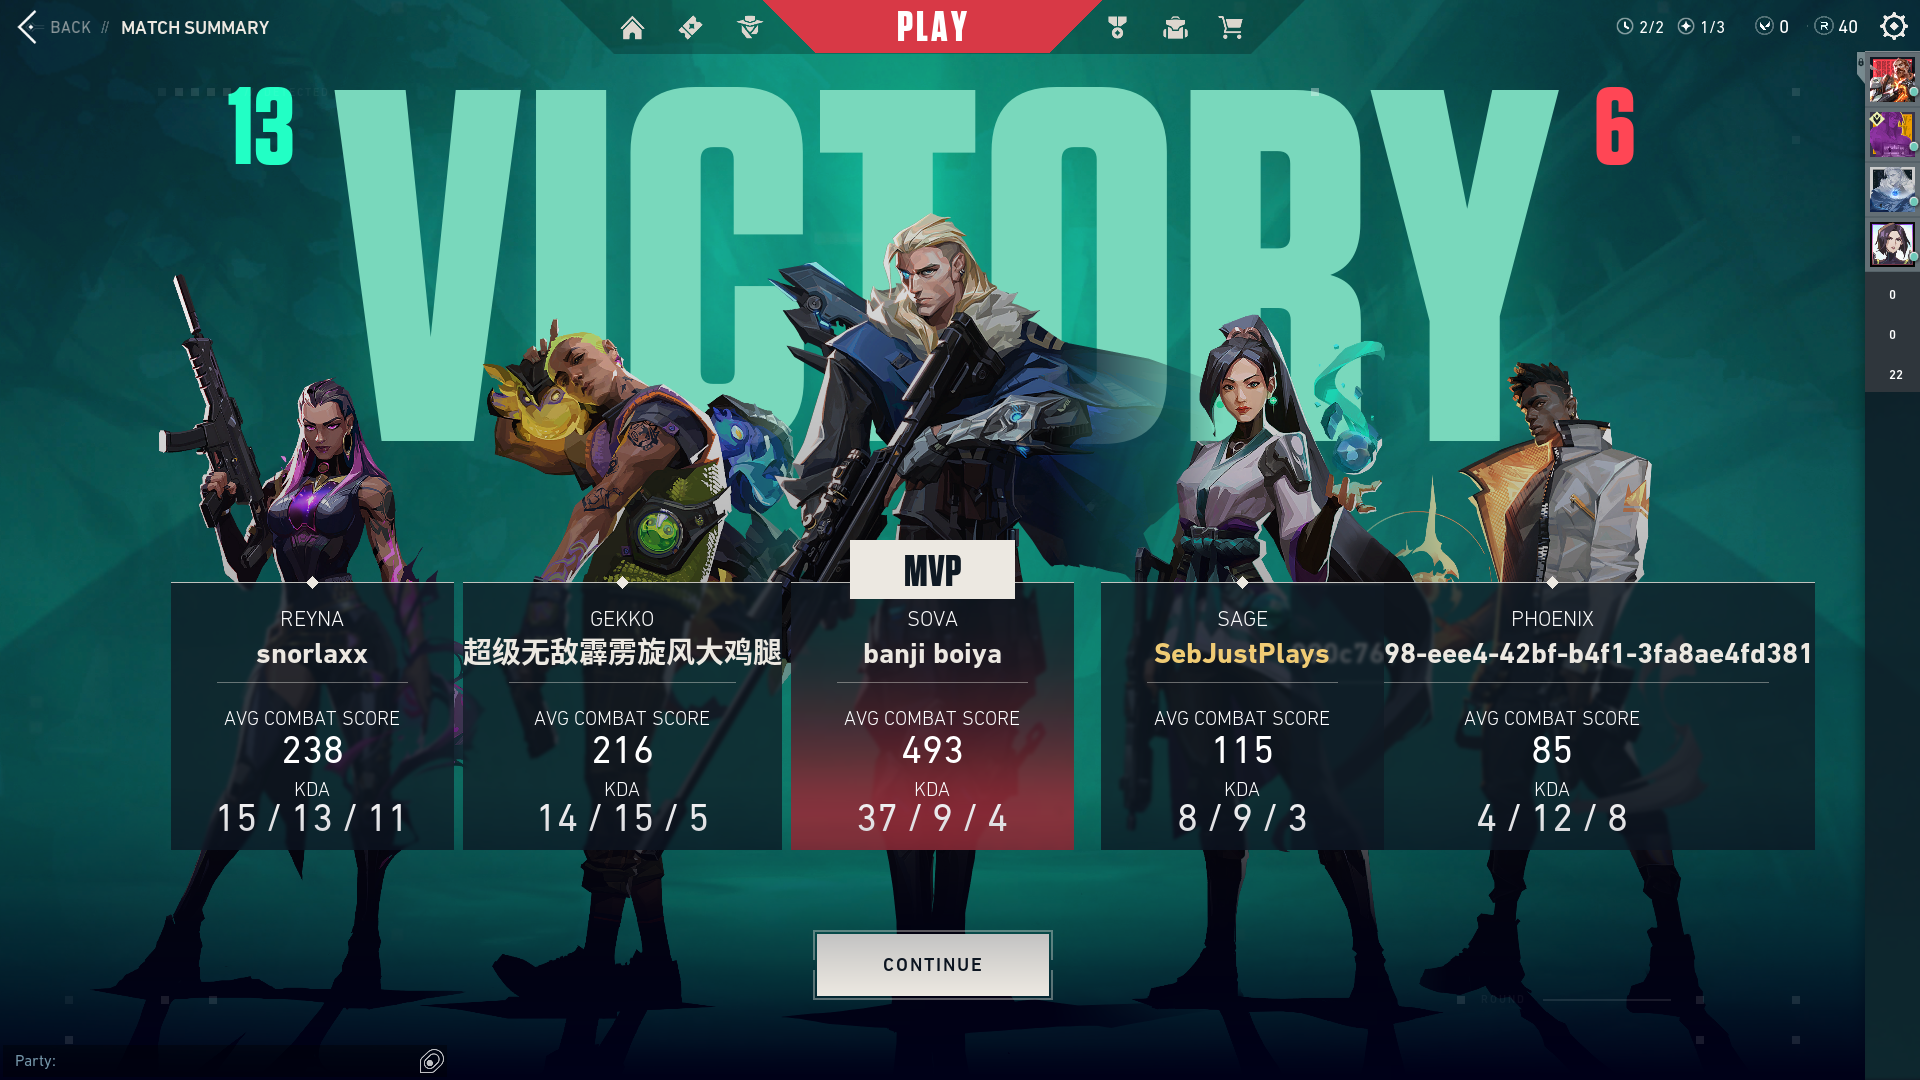 BACK // MATCH SUMMARY
PLAY
2/2 1/3 0 40
13
VICTORY
6
0
0
22
MVP
REYNA
snorlaxx
AVG COMBAT SCORE
238
KDA
15 / 13 / 11
GEKKO
超级无敌霹雳旋风大鸡腿
AVG COMBAT SCORE
216
KDA
14 / 15 / 5
SOVA
banji boiya
AVG COMBAT SCORE
493
KDA
37 / 9 / 4
SAGE
SebJustPlays
AVG COMBAT SCORE
115
KDA
8 / 9 / 3
PHOENIX
98-eee4-42bf-b4f1-3fa8ae4fd381
AVG COMBAT SCORE
85
KDA
4 / 12 / 8
CONTINUE
ROUND
Party: